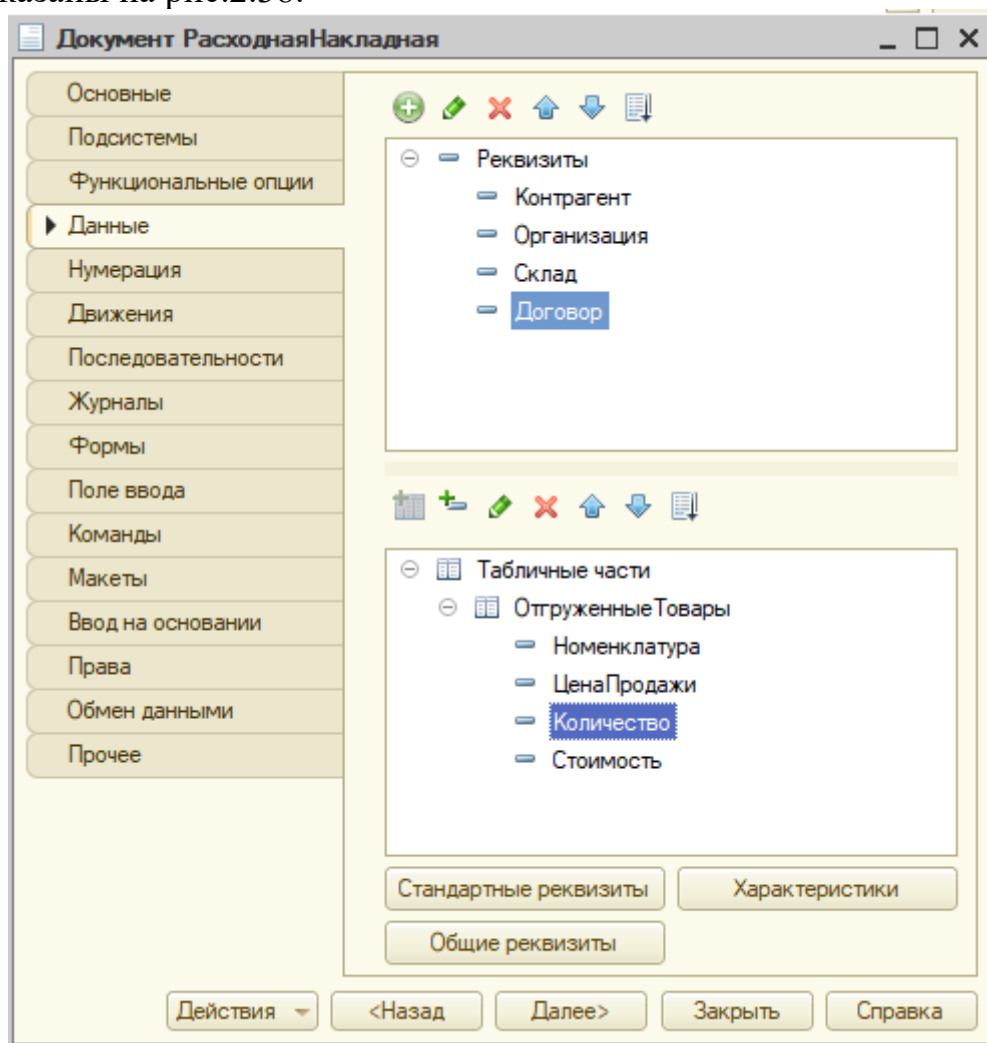 казаны на рис.2.38.
Документ РасходнаяНакладная
Основные
Подсистемы
Функциональные опции
Данные
Нумерация
Движения
Последовательности
Журналы
Формы
Поле ввода
Команды
Макеты
Ввод на основании
Права
Обмен данными
Прочее
Реквизиты
Контрагент
Организация
Склад
Договор
Табличные части
ОтгруженныеТовары
Номенклатура
ЦенаПродажи
Количество
Стоимость
Стандартные реквизиты
Характеристики
Общие реквизиты
Действия
<Назад
Далее>
Закрыть
Справка